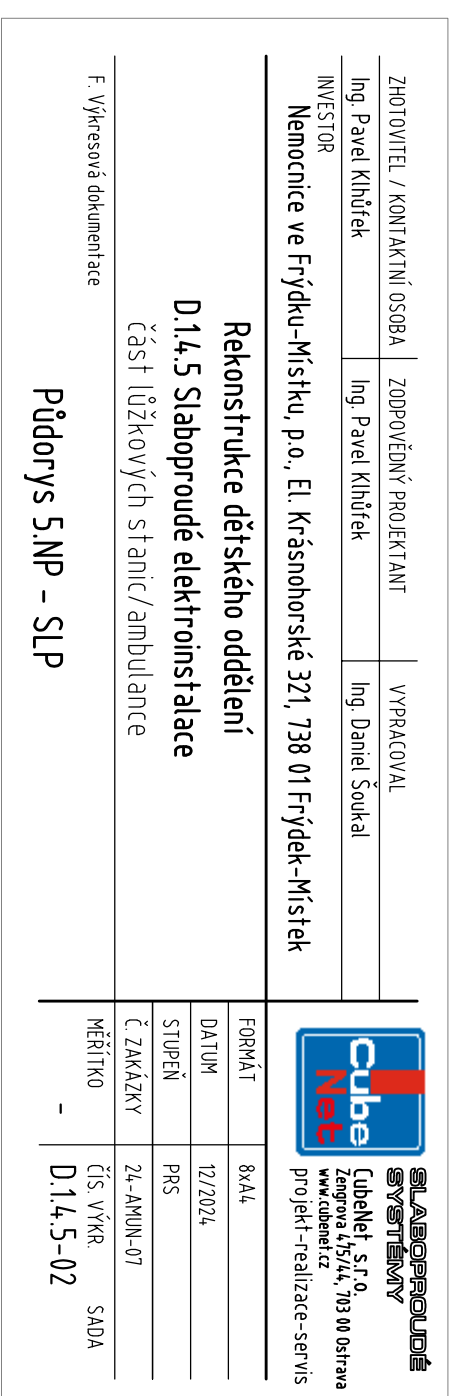 ZHOTOVITEL / KONTAKTNÍ OSOBA ZODPOVĚDNÝ PROJEKTANT VYPRACOVAL
Ing. Pavel Klhůfek Ing. Pavel Klhůfek Ing. Daniel Šoukal
INVESTOR
Nemocnice ve Frýdku-Místku, p.o., El. Krásnohorské 321, 738 01 Frýdek-Místek
Cube
Net
SLABOPROUDÉ
SYSTÉMY
CubeNet, s.r.o.
Zengrova 475/44, 703 00 Ostrava
www.cubenet.cz
projekt-realizace-servis
Rekonstrukce dětského oddělení
D.1.4.5 Slaboproudé elektroinstalace
část lůžkových stanic/ambulance
FORMÁT 8xA4
DATUM 12/2024
STUPEŇ PRS
Č. ZAKÁZKY 24-AMUN-07
F. Výkresová dokumentace
Půdorys 5.NP - SLP
MĚŘÍTKO ČÍS. VÝKR. SADA
- D.1.4.5-02